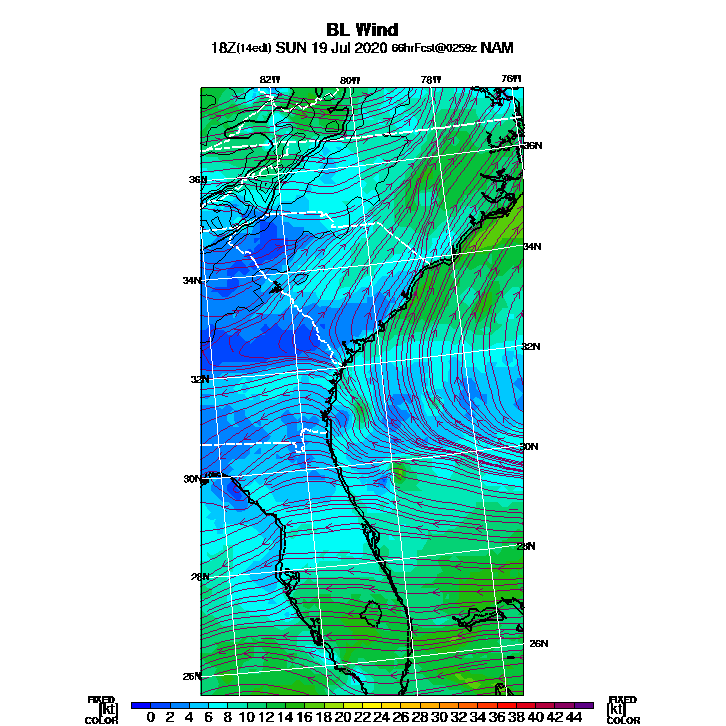 BL Wind
18Z(14edt) SUN 19 Jul 2020 66hrFcst@0259z NAM
82W 80W 78W 76W
36N
36N
34N
34N
32N
32N
30N
30N
28N
28N
26N
26N
FIXED FIXED
[kt] 0 2 4 6 8 10 12 14 16 18 20 22 24 26 28 30 32 34 36 38 40 42 44 [kt]
COLOR COLOR